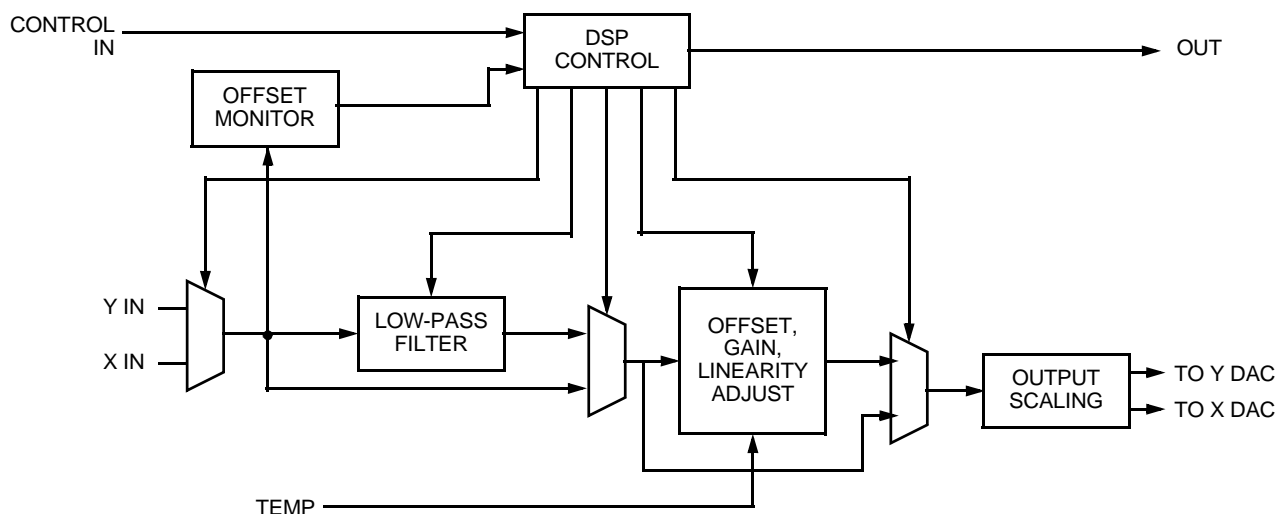 CONTROL
IN
DSP
CONTROL
OUT
OFFSET
MONITOR
Y IN
X IN
LOW-PASS
FILTER
OFFSET,
GAIN,
LINEARITY
ADJUST
OUTPUT
SCALING
TO Y DAC
TO X DAC
TEMP